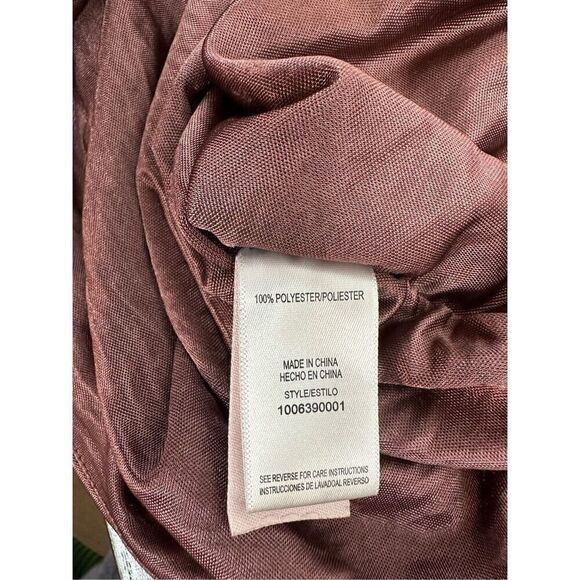 100% POLYESTER/POLIESTER
MADE IN CHINA
HECHO EN CHINA
STYLE/ESTILO
1006390001
SEE REVERSE FOR CARE INSTRUCTIONS
INSTRUCCIONES DE LAVADOAL REVERSO